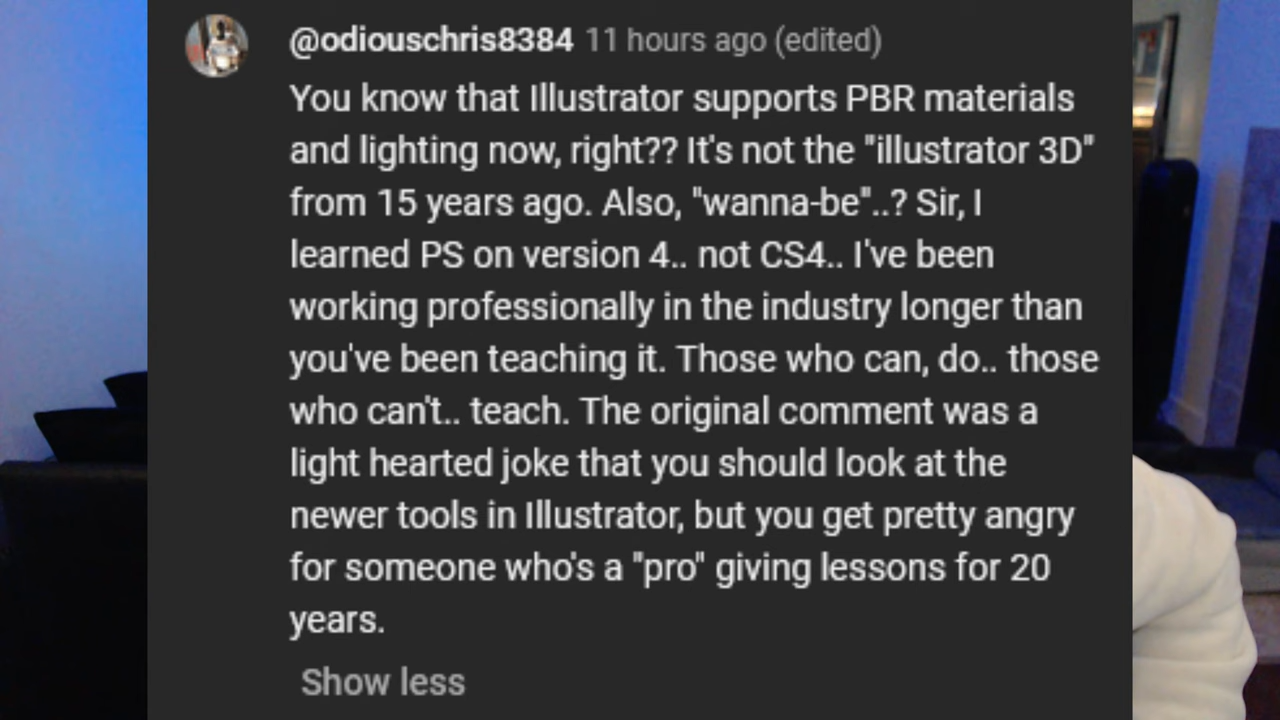 @odiouschris8384 11 hours ago (edited)
You know that Illustrator supports PBR materials
and lighting now, right?? It's not the "illustrator 3D"
from 15 years ago. Also, "wanna-be"..? Sir, I
learned PS on version 4.. not CS4.. I've been
working professionally in the industry longer than
you've been teaching it. Those who can, do.. those
who can't.. teach. The original comment was a
light hearted joke that you should look at the
newer tools in Illustrator, but you get pretty angry
for someone who's a "pro" giving lessons for 20
years.
Show less